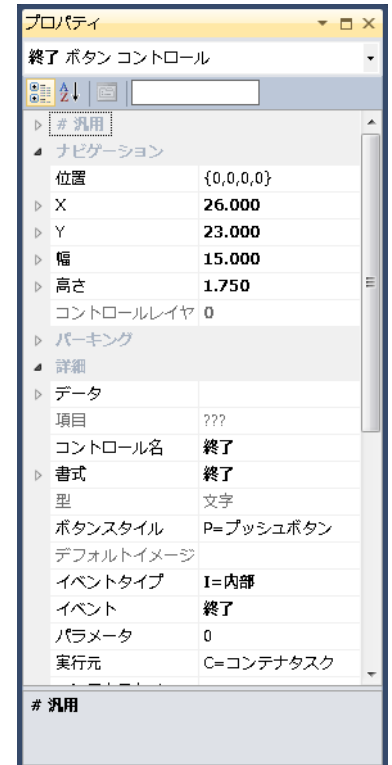 プロパティ
終了 ボタン コントロール
# 汎用
ナビゲーション
位置 {0,0,0,0}
X 26.000
Y 23.000
幅 15.000
高さ 1.750
コントロールレイヤ 0
パーキング
詳細
データ
項目 ???
コントロール名 終了
書式 終了
型 文字
ボタンスタイル P=プッシュボタン
デフォルトイメージ
イベントタイプ I=内部
イベント 終了
パラメータ 0
実行元 C=コンテナタスク
# 汎用